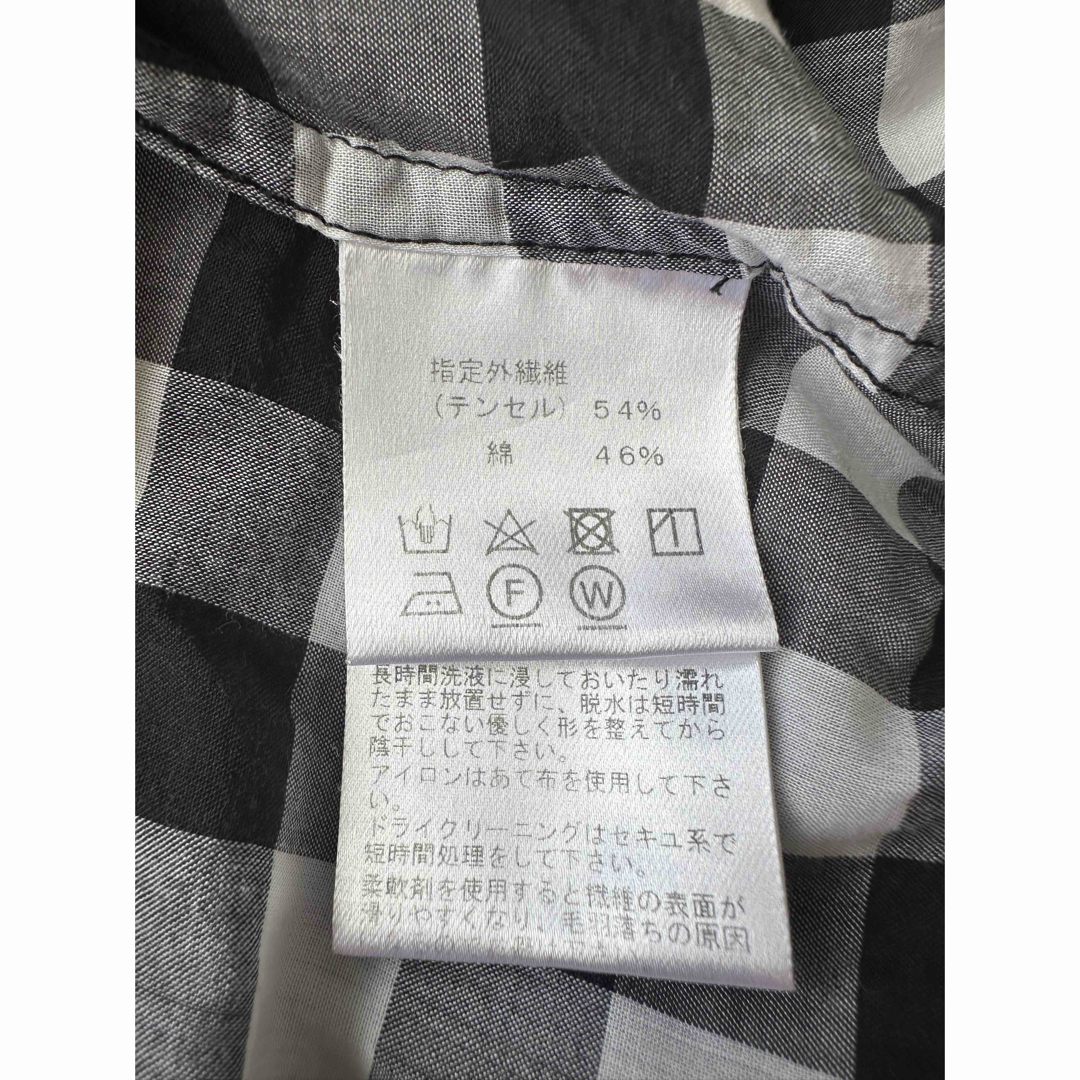 指定外繊維
（テンセル） 54%
綿 46%
F W
長時間洗液に浸しておいたり濡れ
たまま放置せずに、脱水は短時間
でおこない優しく形を整えてから
陰干しして下さい。
アイロンはあて布を使用して下さ
い。
ドライクリーニングはセキユ系で
短時間処理をして下さい。
柔軟剤を使用すると繊維の表面が
滑りやすくなり、毛羽落ちの原因